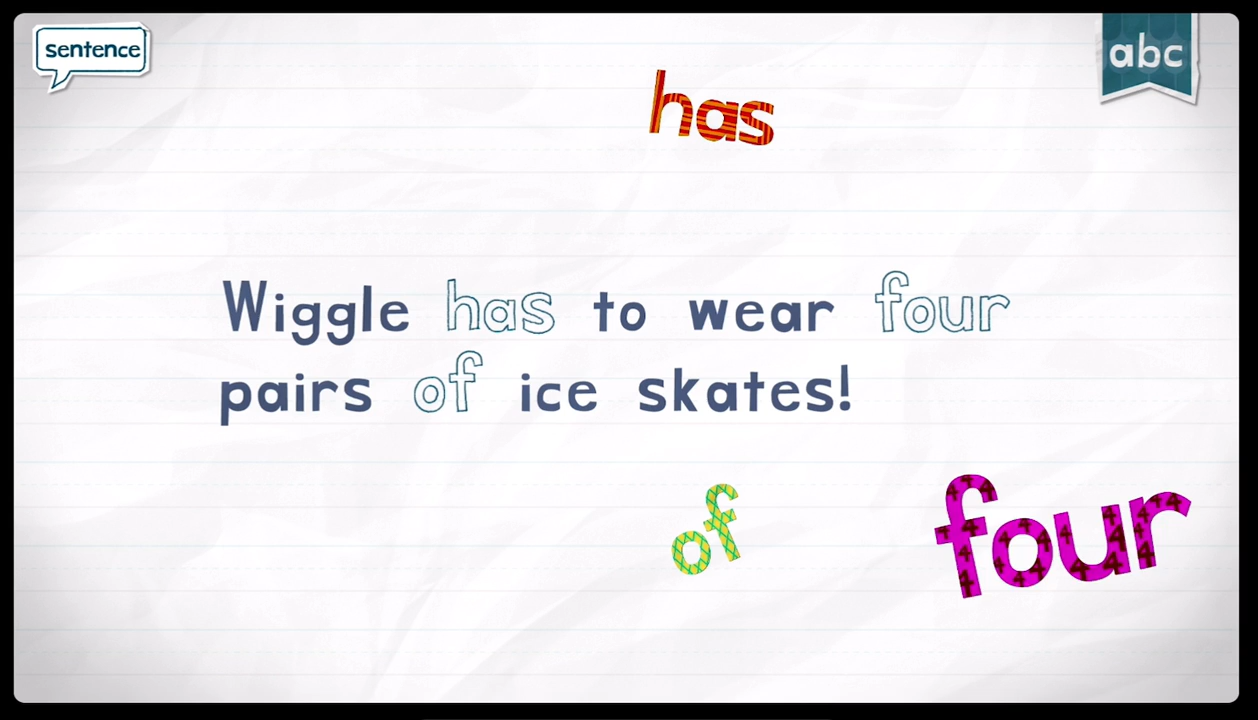 sentence
abc
has
Wiggle has to wear four
pairs of ice skates!
of
four